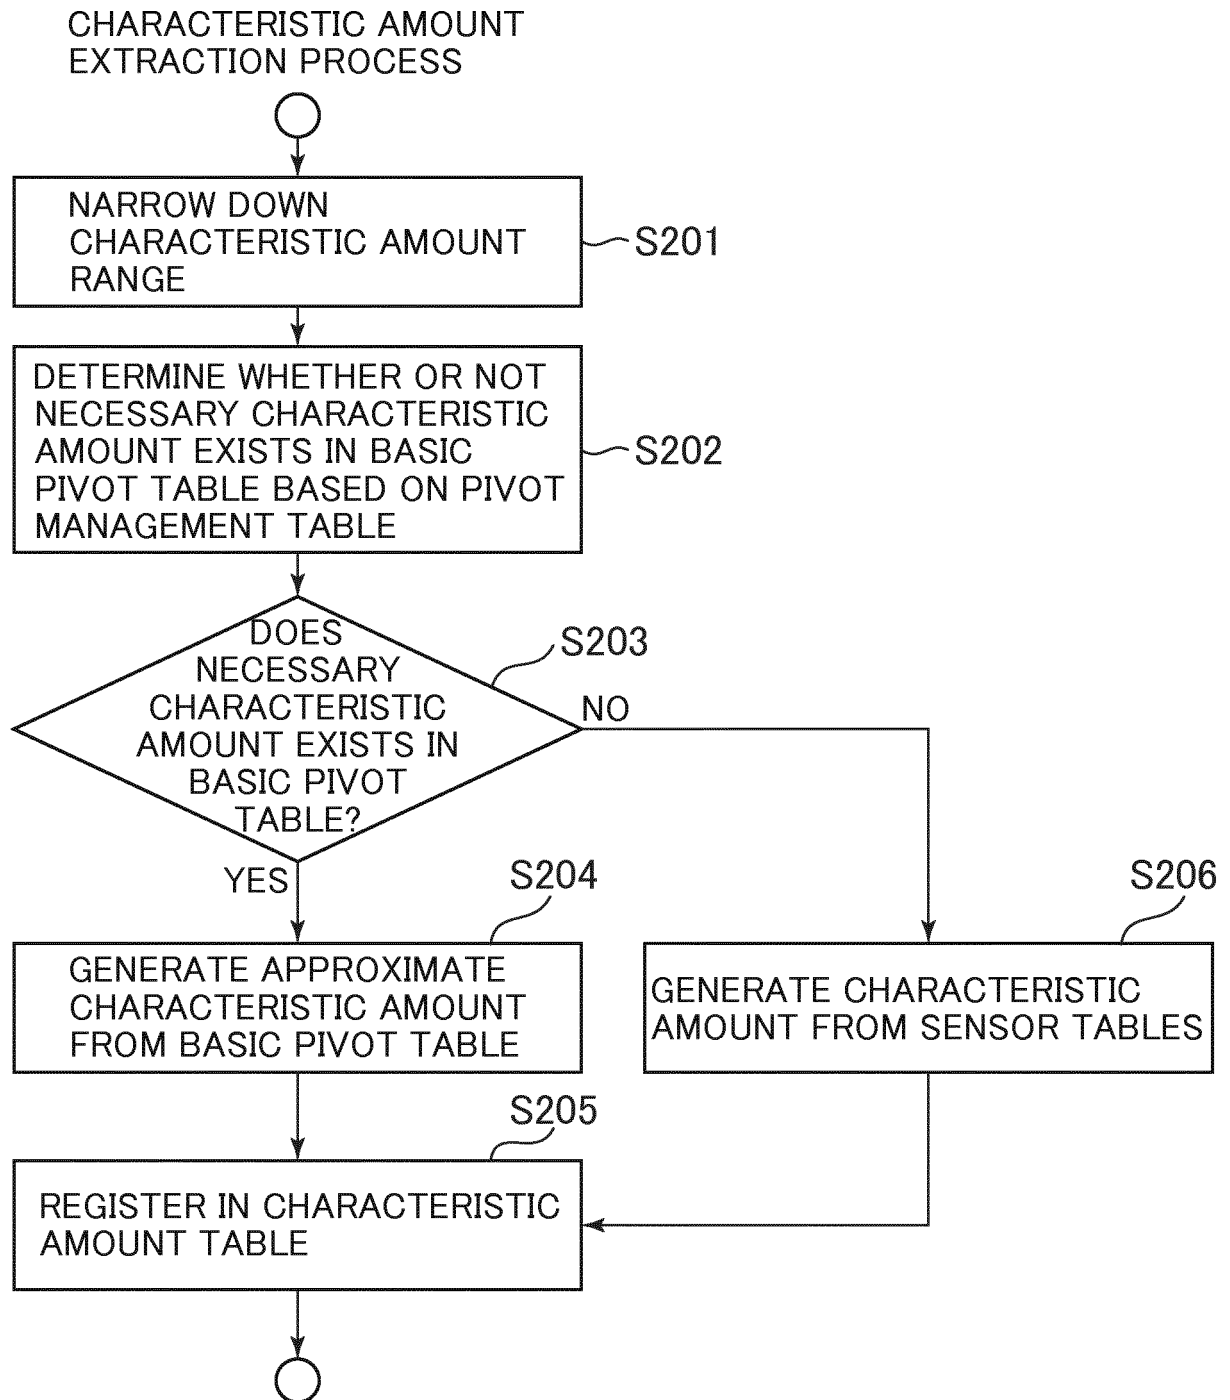 CHARACTERISTIC AMOUNT
EXTRACTION PROCESS
NARROW DOWN
CHARACTERISTIC AMOUNT
RANGE
S201
DETERMINE WHETHER OR NOT
NECESSARY CHARACTERISTIC
AMOUNT EXISTS IN BASIC
PIVOT TABLE BASED ON PIVOT
MANAGEMENT TABLE
S202
DOES
NECESSARY
CHARACTERISTIC
AMOUNT EXISTS IN
BASIC PIVOT
TABLE?
S203
NO
YES
S204
GENERATE APPROXIMATE
CHARACTERISTIC AMOUNT
FROM BASIC PIVOT TABLE
S206
GENERATE CHARACTERISTIC
AMOUNT FROM SENSOR TABLES
S205
REGISTER IN CHARACTERISTIC
AMOUNT TABLE